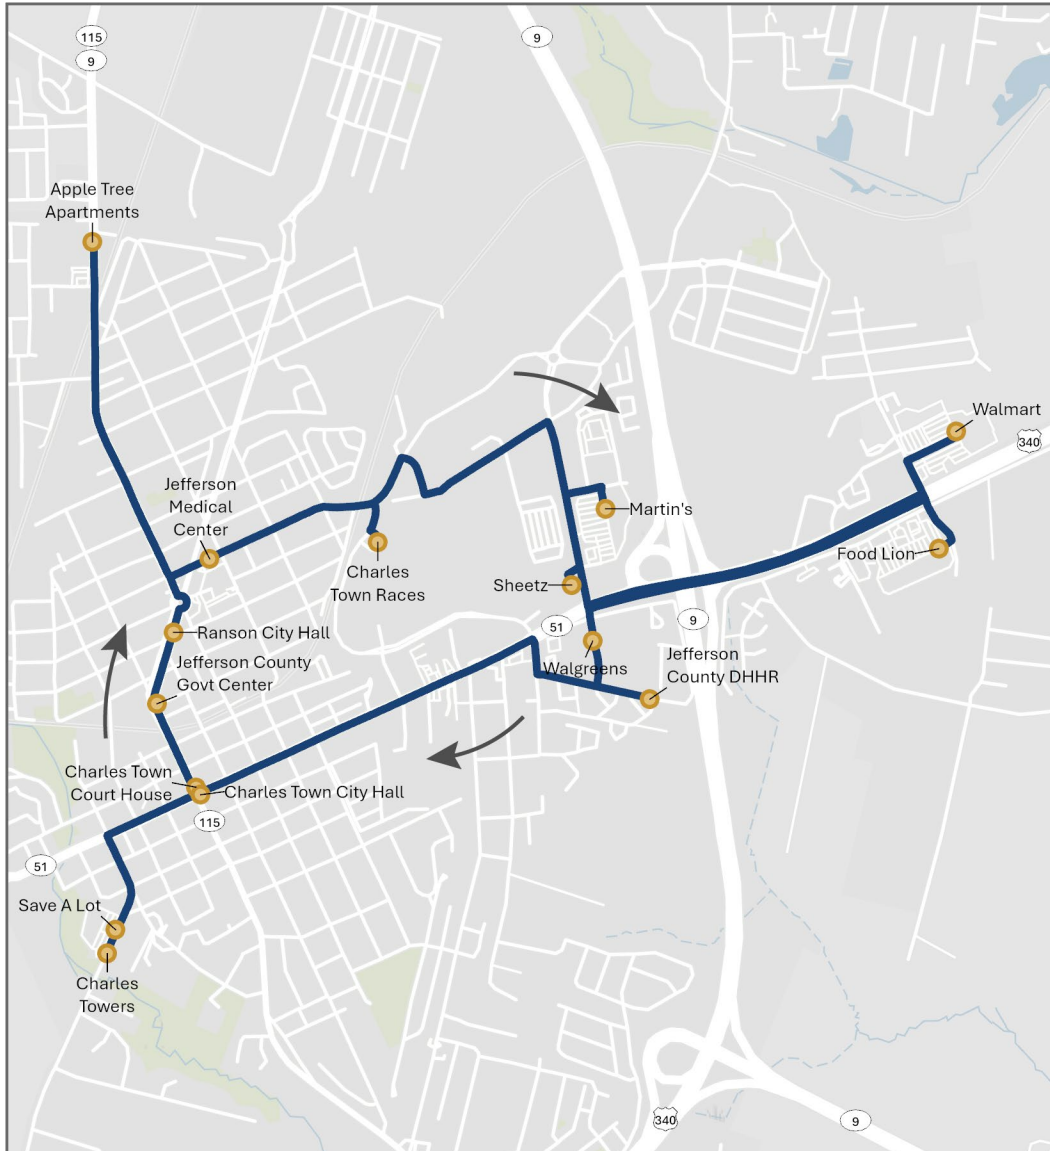 115
9
9
Apple Tree
Apartments
Walmart
340
Jefferson
Medical
Center
Martin's
Food Lion
Charles
Town Races
Sheetz
51
9
Ranson City Hall
Walgreens
Jefferson
County DHHR
Jefferson County
Govt Center
Charles Town
Court House
Charles Town City Hall
115
51
Save A Lot
Charles
Towers
340
9